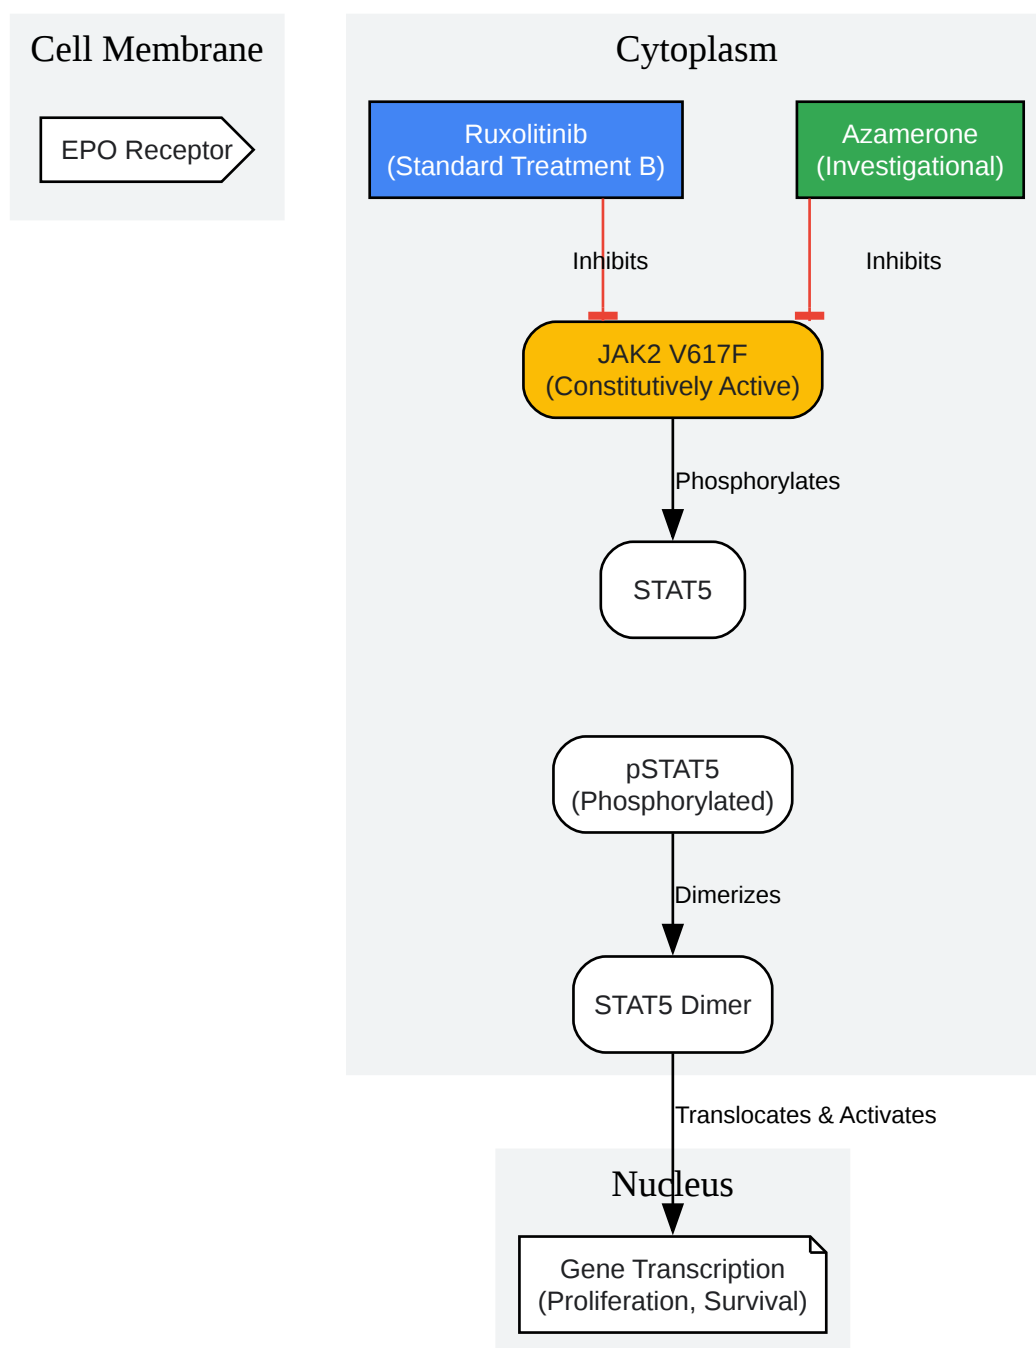 Cell Membrane
EPO Receptor
Cytoplasm
Ruxolitinib
(Standard Treatment B)
Azamerone
(Investigational)
Inhibits
Inhibits
JAK2 V617F
(Constitutively Active)
Phosphorylates
STAT5
pSTAT5
(Phosphorylated)
Dimerizes
STAT5 Dimer
Translocates & Activates
Nucleus
Gene Transcription
(Proliferation, Survival)